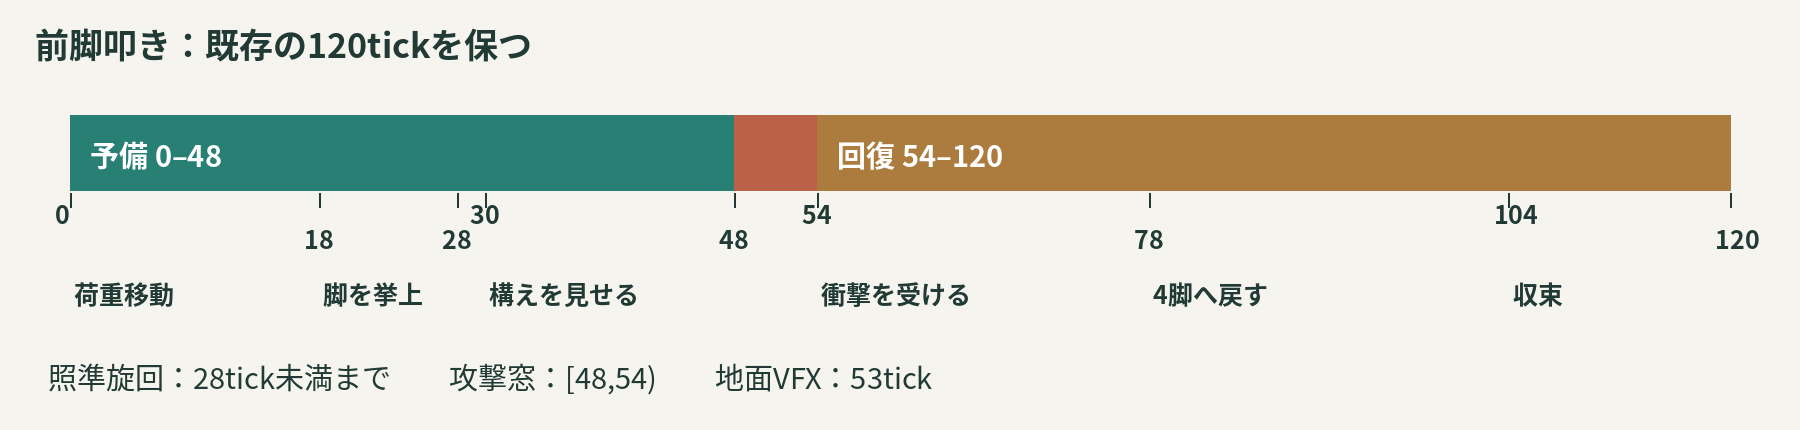 前脚叩き：既存の120tickを保つ
予備 0–48
回復 54–120
0 30 54 104
18 28 48 78 120
荷重移動 脚を挙上 構えを見せる 衝撃を受ける 4脚へ戻す 収束
照準旋回：28tick未満まで 攻撃窓：[48,54) 地面VFX：53tick